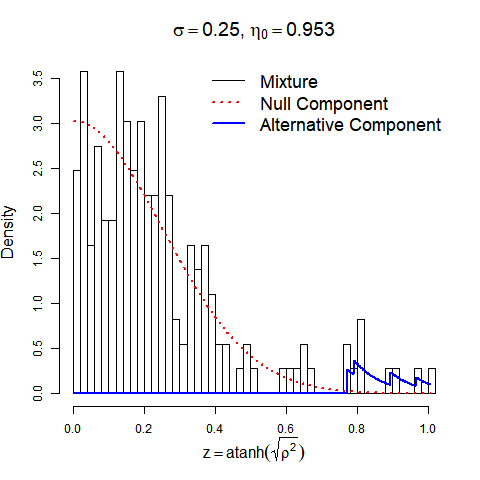 σ = 0.25, η₀ = 0.953
Mixture
Null Component
Alternative Component
Density
3.5
3.0
2.5
2.0
1.5
1.0
0.5
0.0
0.0 0.2 0.4 0.6 0.8 1.0
z = atanh(√ρ²)